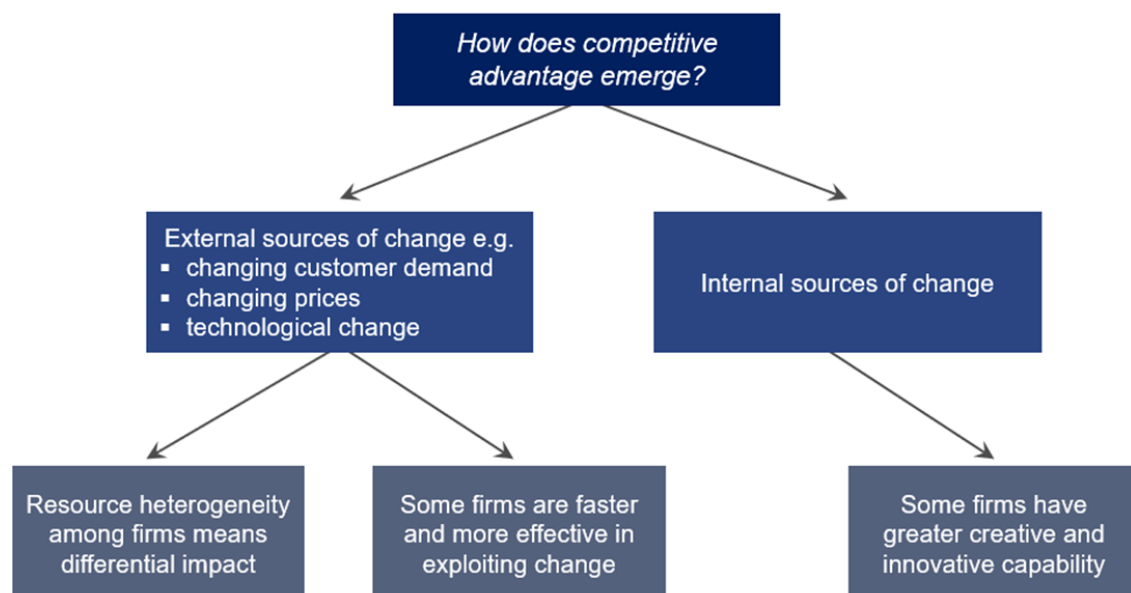 How does competitive
advantage emerge?
External sources of change e.g.
▪ changing customer demand
▪ changing prices
▪ technological change
Internal sources of change
Resource heterogeneity
among firms means
differential impact
Some firms are faster
and more effective in
exploiting change
Some firms have
greater creative and
innovative capability